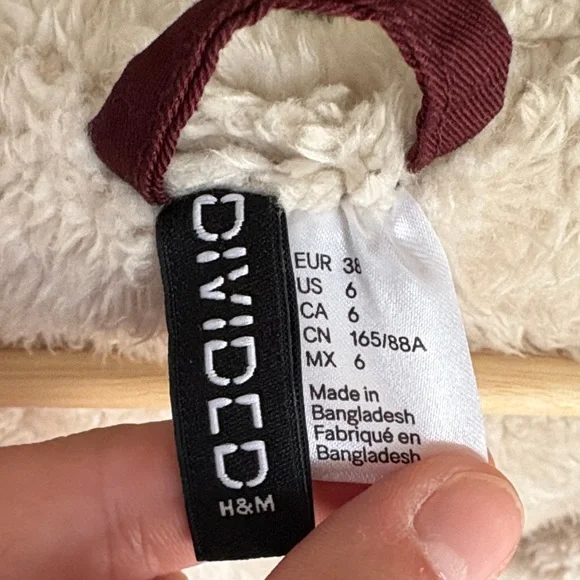 DIVIDED
H&M
EUR 38
US 6
CA 6
CN 165/88A
MX 6
Made in
Bangladesh
Fabriqué en
Bangladesh